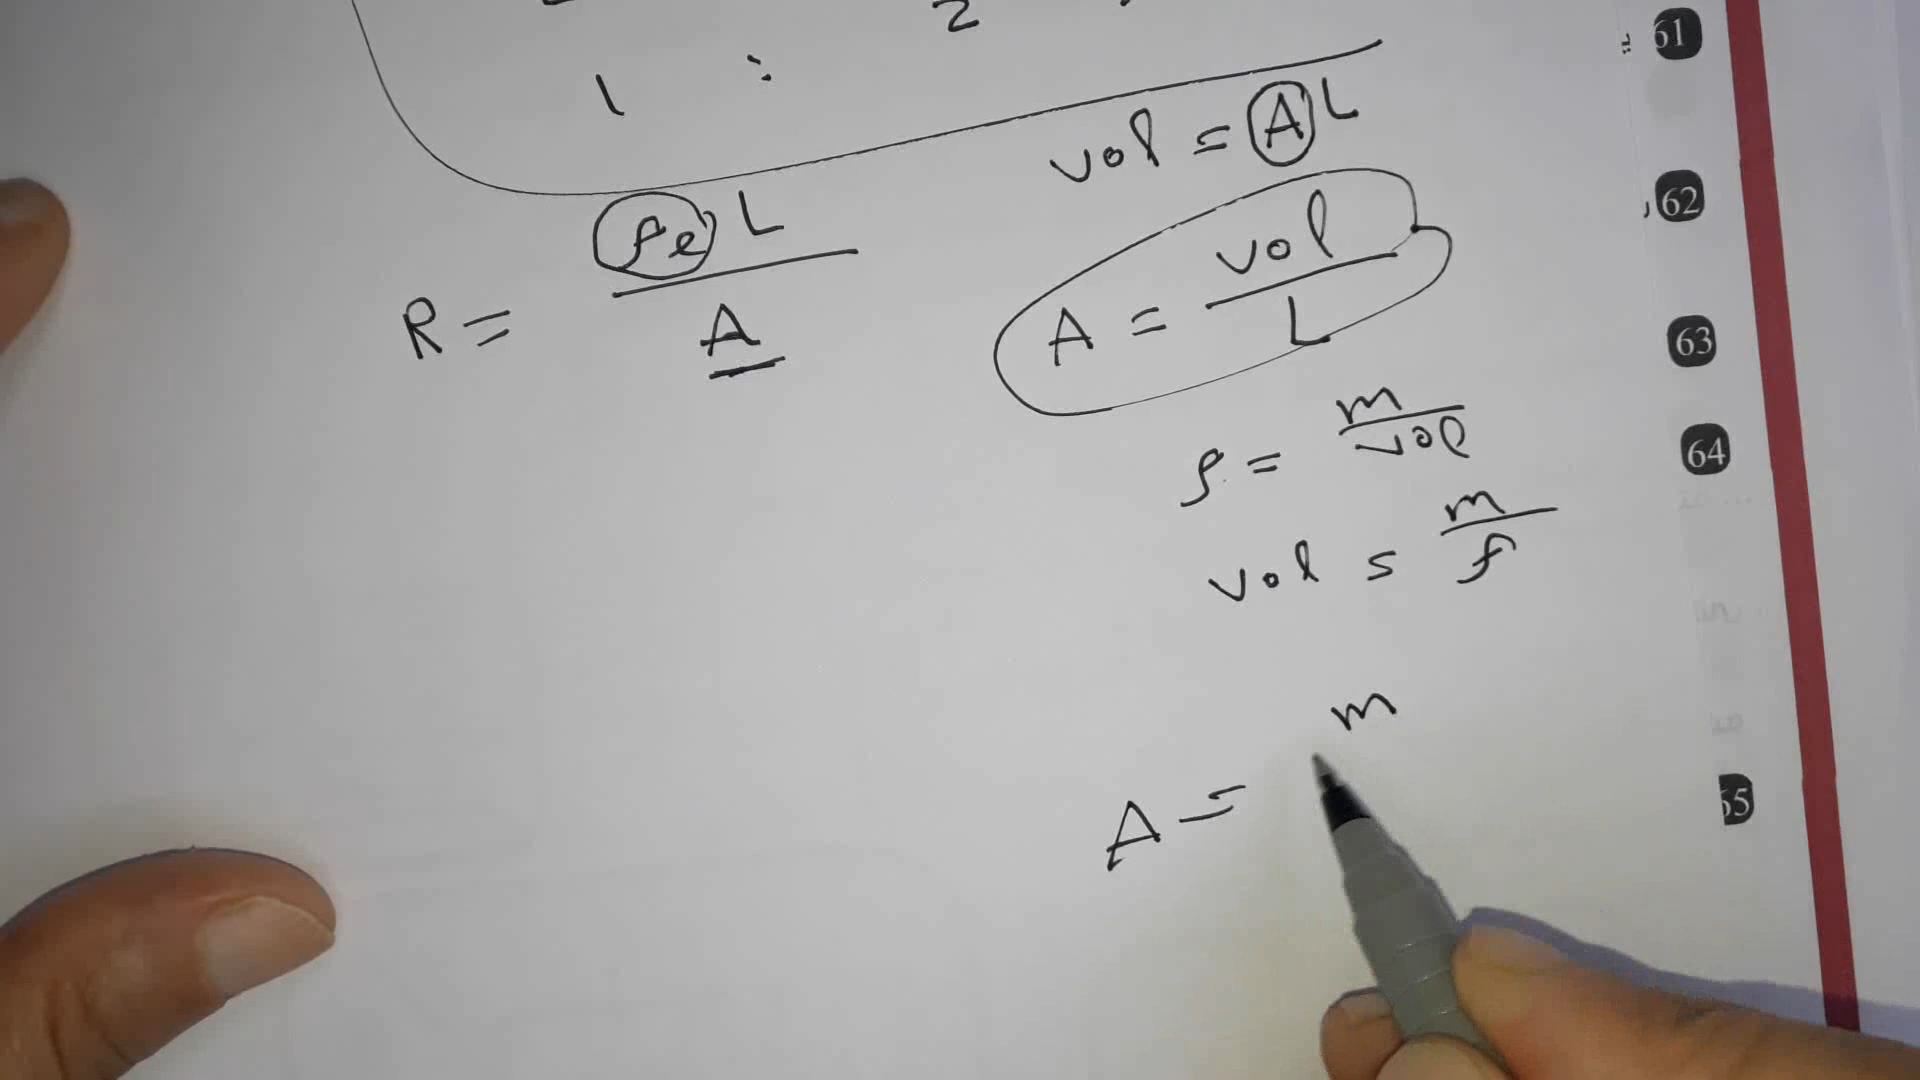 2
1 :
vol = A L
R = ρe L / A
A = vol / L
ρ = m / vol
vol = m / ρ
A = m
61
62
63
64
65